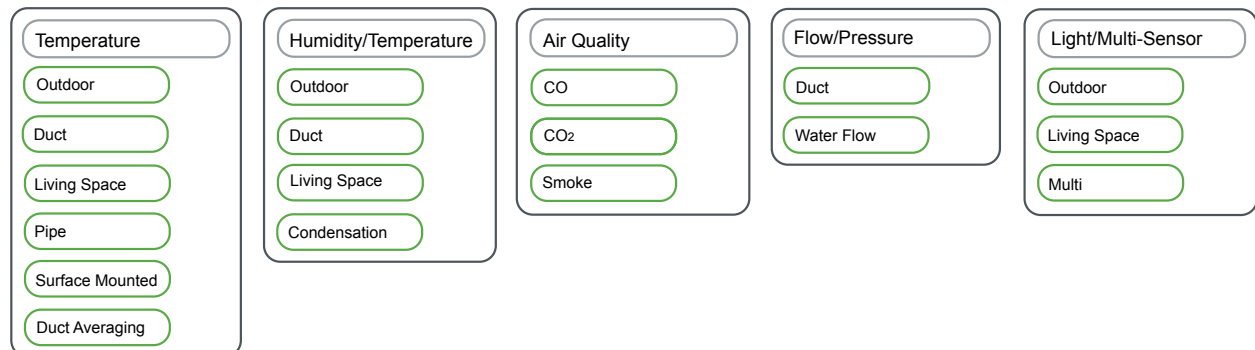 Temperature
Outdoor
Duct
Living Space
Pipe
Surface Mounted
Duct Averaging
Humidity/Temperature
Outdoor
Duct
Living Space
Condensation
Air Quality
CO
CO2
Smoke
Flow/Pressure
Duct
Water Flow
Light/Multi-Sensor
Outdoor
Living Space
Multi